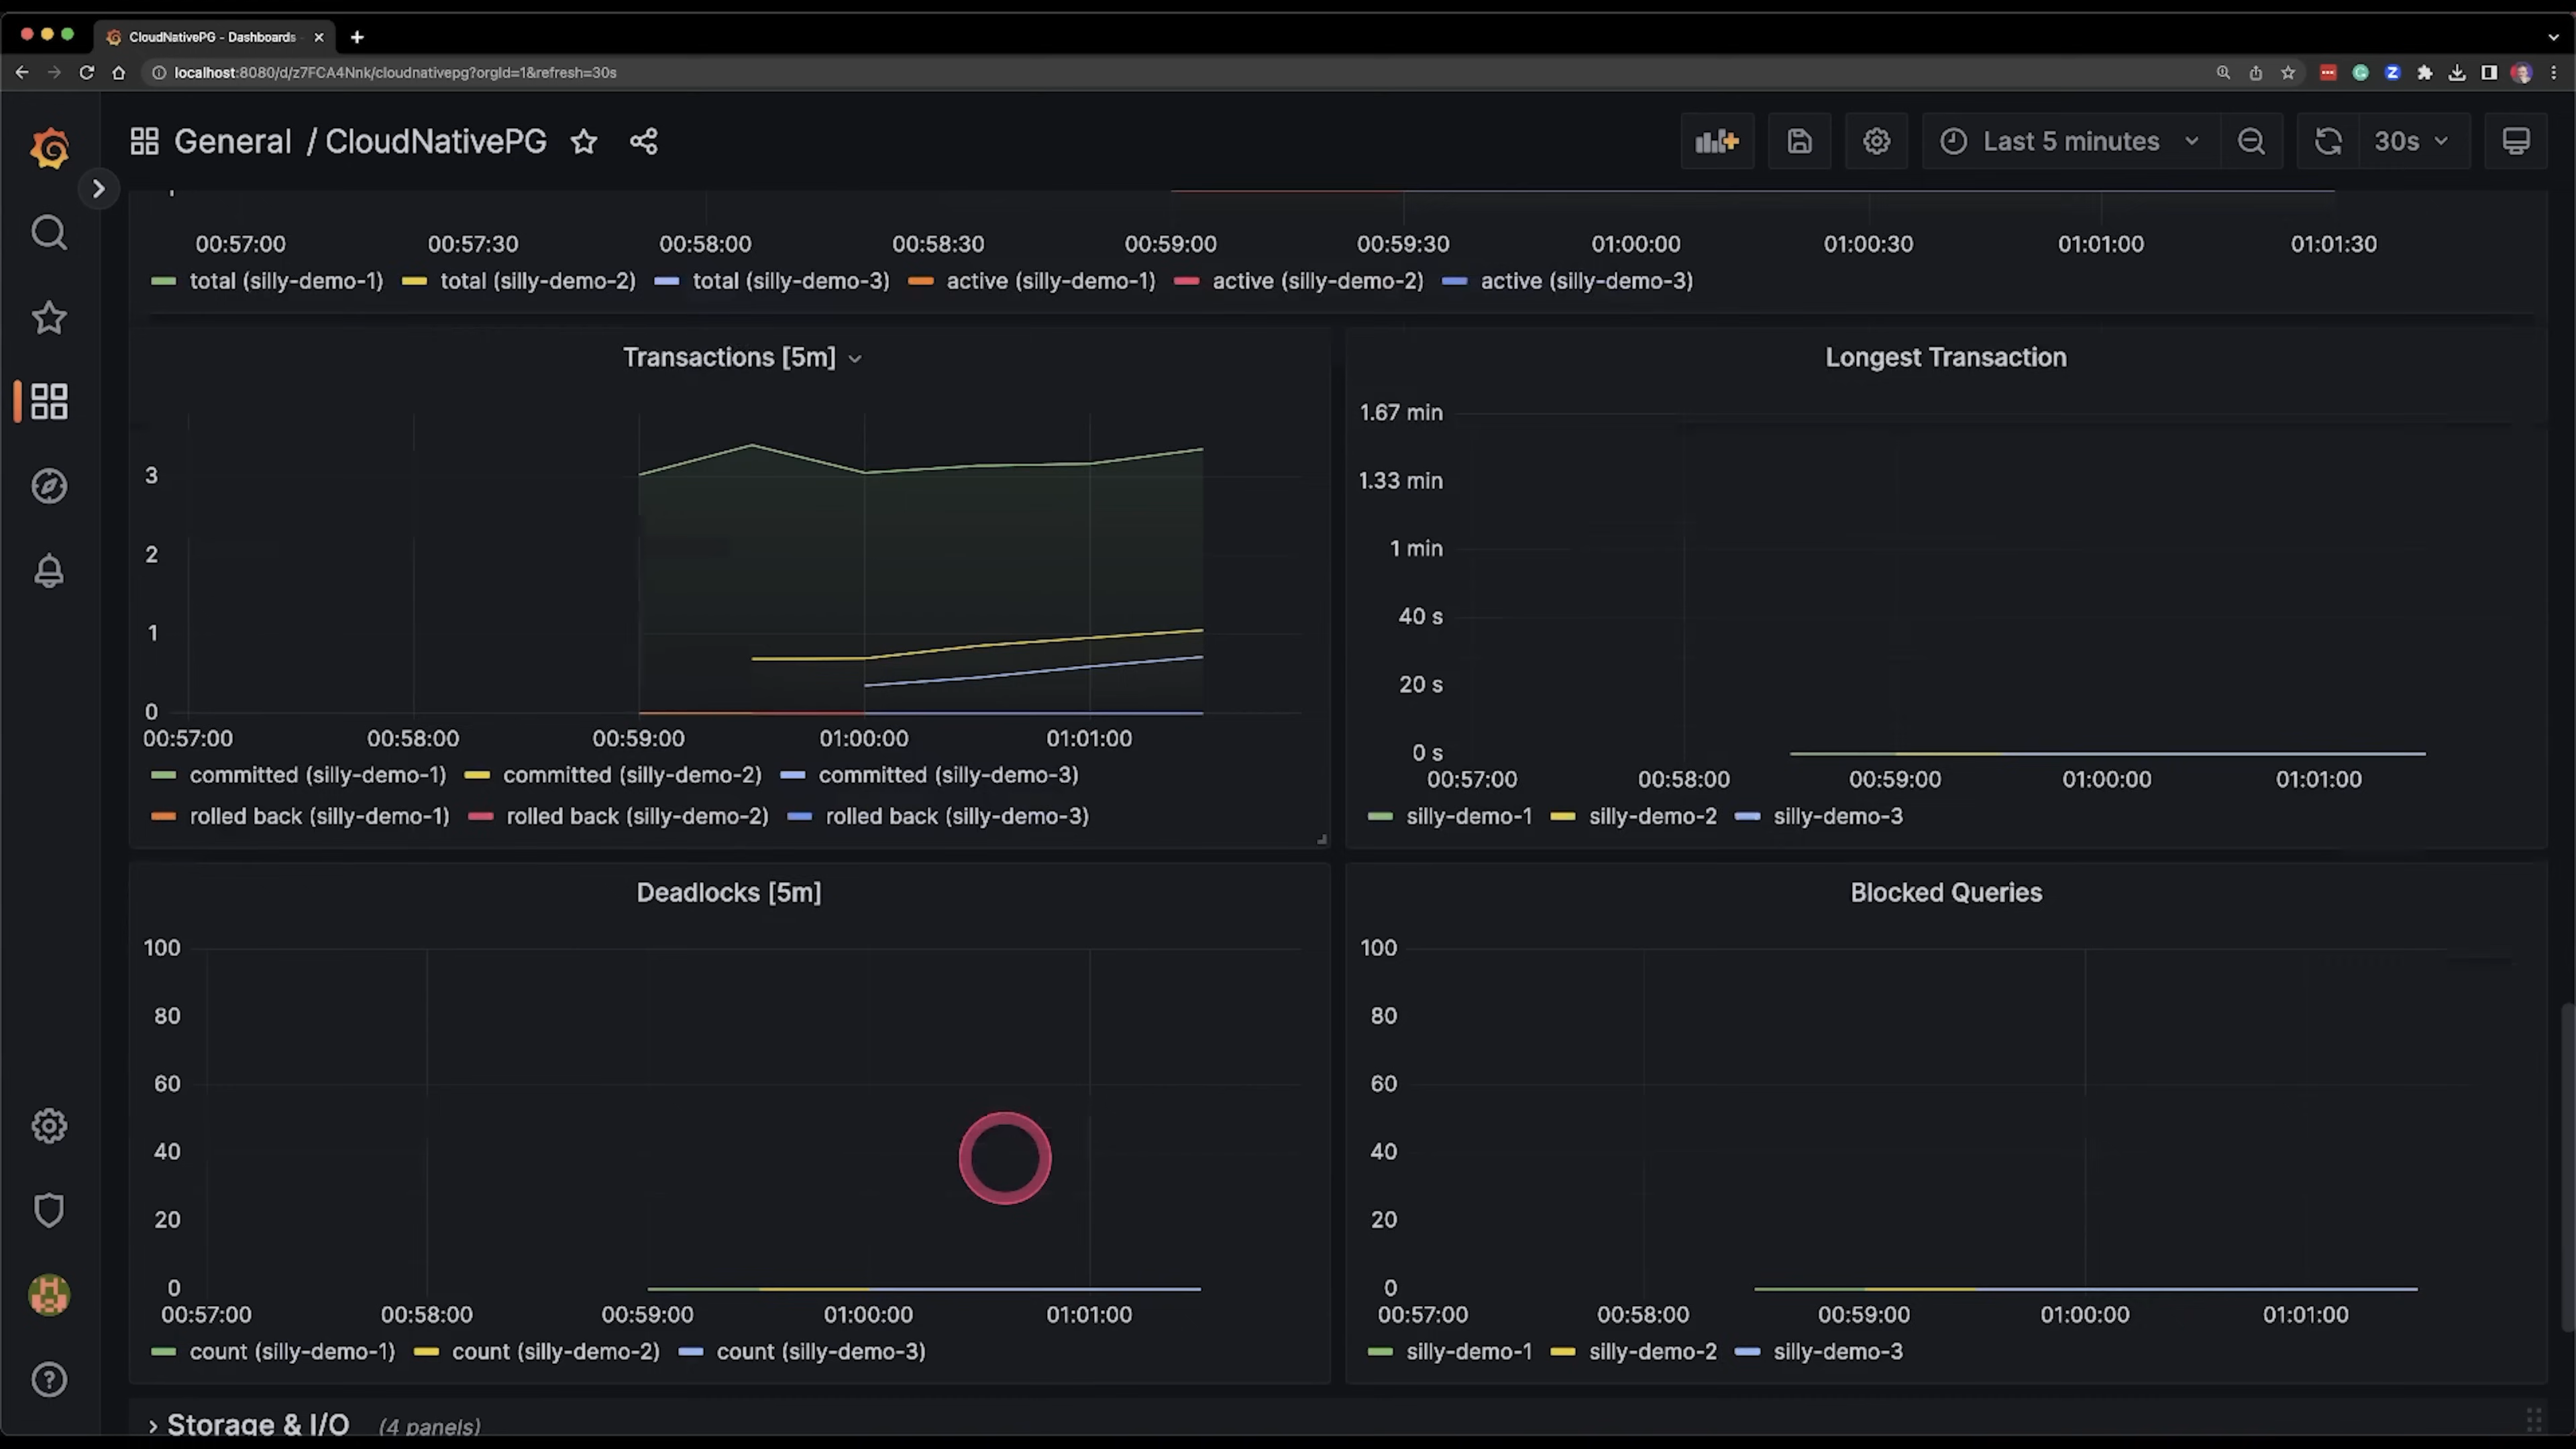 CloudNativePG - Dashboards
localhost:8080/d/z7FCA4Nnk/cloudnativepg?orgId=1&refresh=30s
General / CloudNativePG
Last 5 minutes
30s
00:57:00 00:57:30 00:58:00 00:58:30 00:59:00 00:59:30 01:00:00 01:00:30 01:01:00 01:01:30
total (silly-demo-1) total (silly-demo-2) total (silly-demo-3) active (silly-demo-1) active (silly-demo-2) active (silly-demo-3)
Transactions [5m]
3
2
1
0
00:57:00 00:58:00 00:59:00 01:00:00 01:01:00
committed (silly-demo-1) committed (silly-demo-2) committed (silly-demo-3)
rolled back (silly-demo-1) rolled back (silly-demo-2) rolled back (silly-demo-3)
Longest Transaction
1.67 min
1.33 min
1 min
40 s
20 s
0 s
00:57:00 00:58:00 00:59:00 01:00:00 01:01:00
silly-demo-1 silly-demo-2 silly-demo-3
Deadlocks [5m]
100
80
60
40
20
0
00:57:00 00:58:00 00:59:00 01:00:00 01:01:00
count (silly-demo-1) count (silly-demo-2) count (silly-demo-3)
Blocked Queries
100
80
60
40
20
0
00:57:00 00:58:00 00:59:00 01:00:00 01:01:00
silly-demo-1 silly-demo-2 silly-demo-3
Storage & I/O (4 panels)